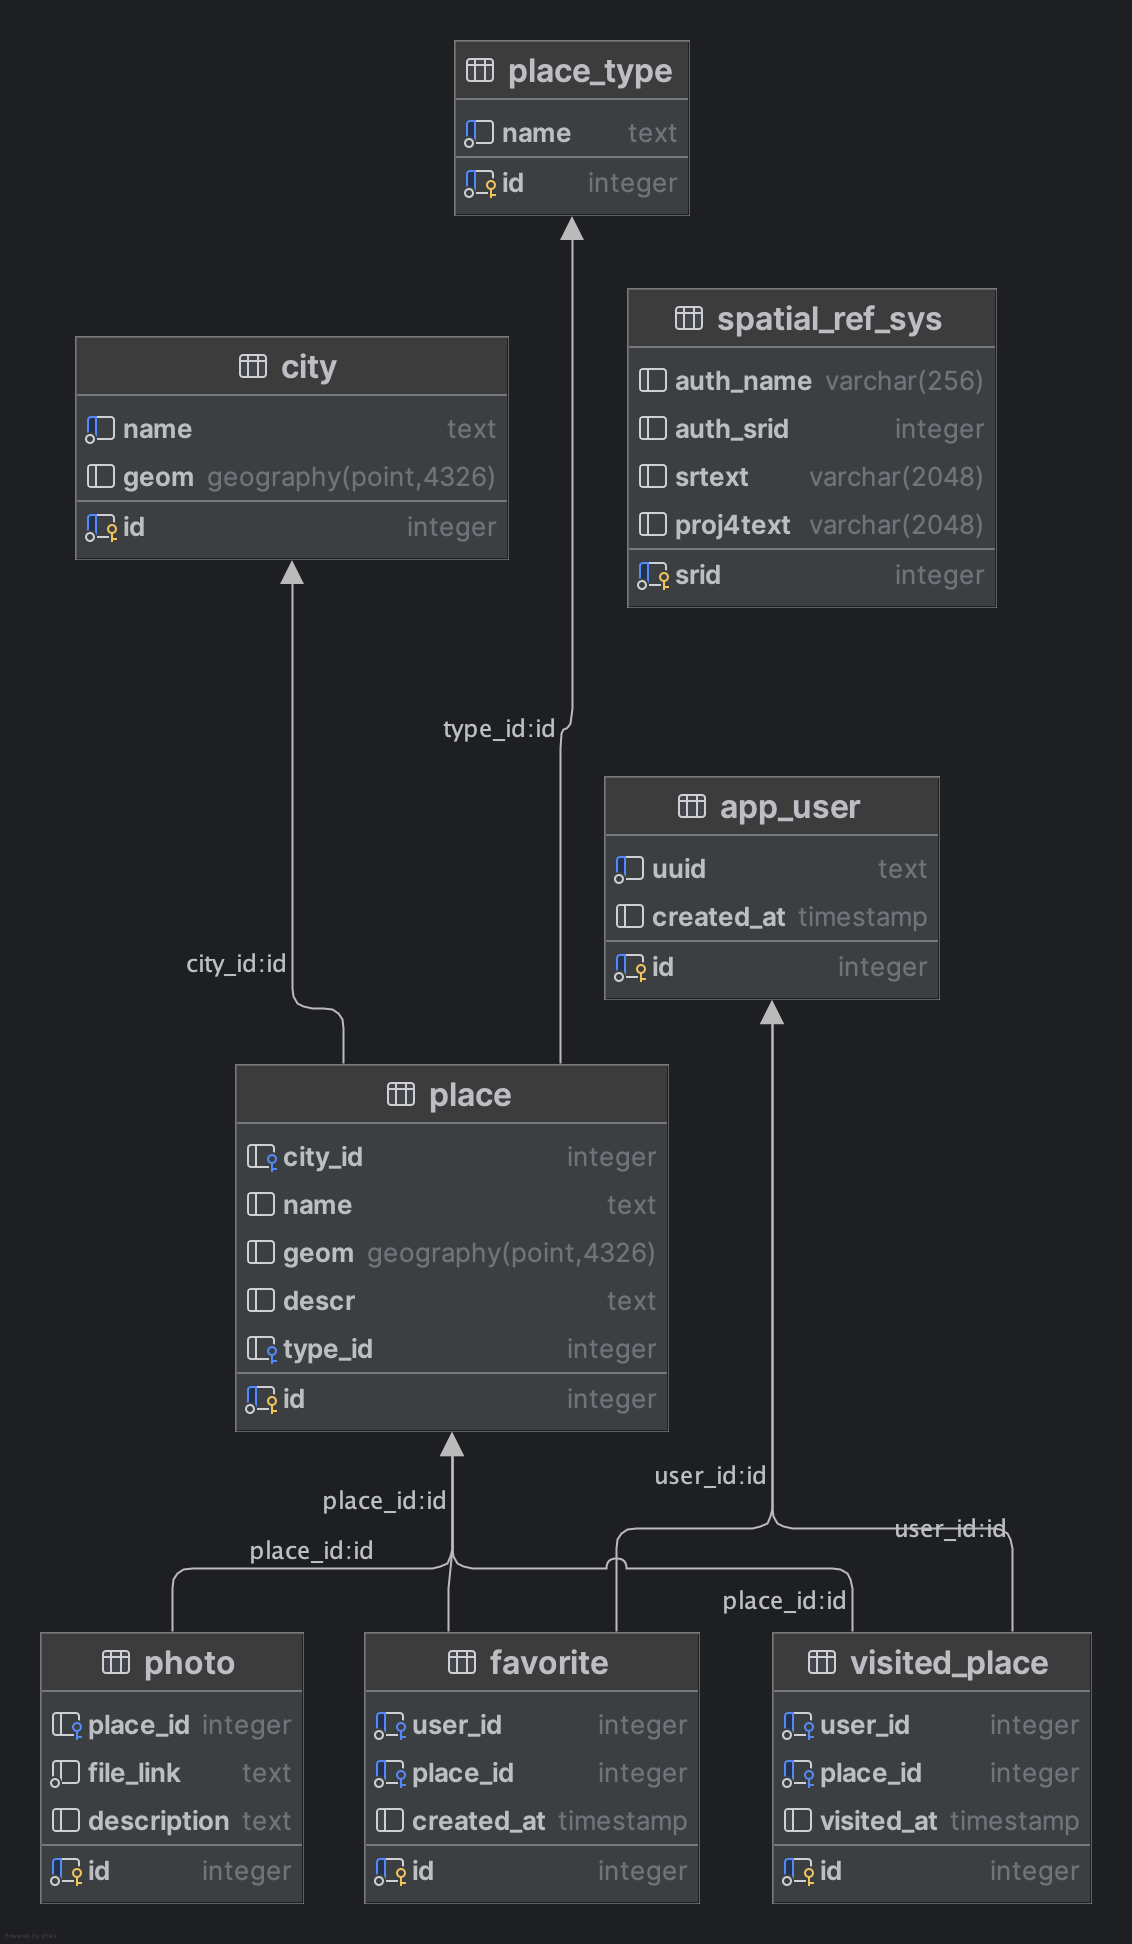 place_type
name text
id integer
spatial_ref_sys
auth_name varchar(256)
auth_srid integer
srtext varchar(2048)
proj4text varchar(2048)
srid integer
city
name text
geom geography(point,4326)
id integer
type_id:id
app_user
uuid text
created_at timestamp
id integer
city_id:id
place
city_id integer
name text
geom geography(point,4326)
descr text
type_id integer
id integer
user_id:id
place_id:id
user_id:id
place_id:id
place_id:id
photo
place_id integer
file_link text
description text
id integer
favorite
user_id integer
place_id integer
created_at timestamp
id integer
visited_place
user_id integer
place_id integer
visited_at timestamp
id integer
Powered by yFiles